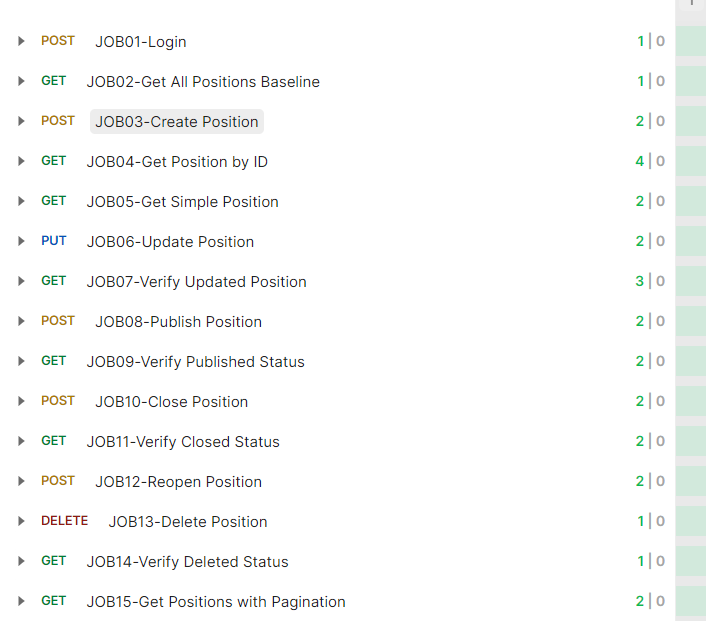 POST JOB01-Login 1 | 0
GET JOB02-Get All Positions Baseline 1 | 0
POST JOB03-Create Position 2 | 0
GET JOB04-Get Position by ID 4 | 0
GET JOB05-Get Simple Position 2 | 0
PUT JOB06-Update Position 2 | 0
GET JOB07-Verify Updated Position 3 | 0
POST JOB08-Publish Position 2 | 0
GET JOB09-Verify Published Status 2 | 0
POST JOB10-Close Position 2 | 0
GET JOB11-Verify Closed Status 2 | 0
POST JOB12-Reopen Position 2 | 0
DELETE JOB13-Delete Position 1 | 0
GET JOB14-Verify Deleted Status 1 | 0
GET JOB15-Get Positions with Pagination 2 | 0